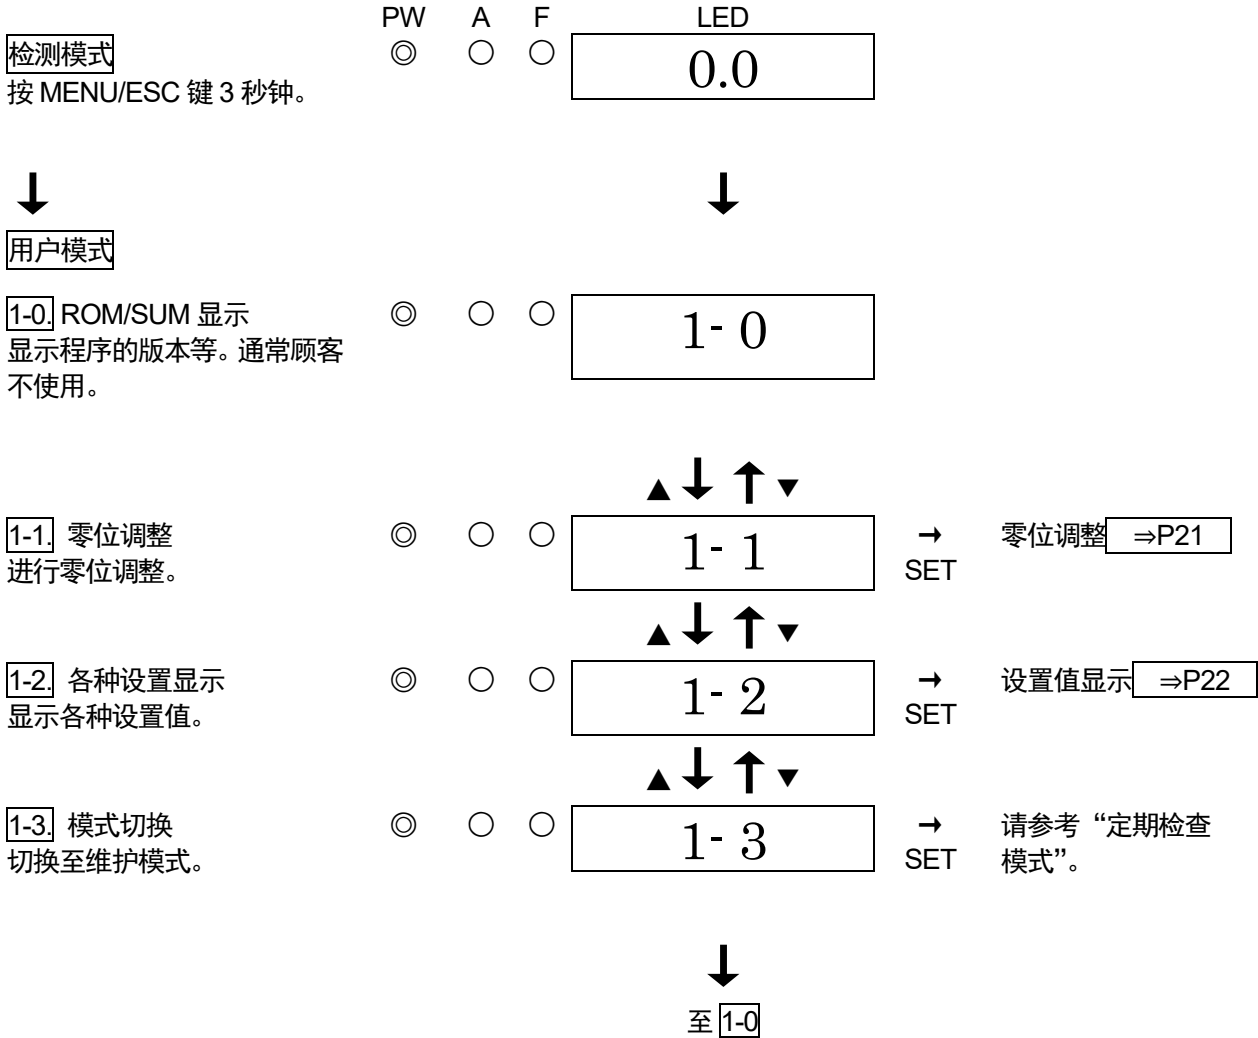 PW A F LED
检测模式 ◎ ○ ○ 0.0
按 MENU/ESC 键 3 秒钟。
↓ ↓
用户模式
1-0. ROM/SUM 显示 ◎ ○ ○ 1- 0
显示程序的版本等。通常顾客
不使用。
▲ ↓ ↑ ▼
1-1. 零位调整 ◎ ○ ○ 1- 1 → 零位调整 ⇒P21
进行零位调整。 SET
▲ ↓ ↑ ▼
1-2. 各种设置显示 ◎ ○ ○ 1- 2 → 设置值显示 ⇒P22
显示各种设置值。 SET
▲ ↓ ↑ ▼
1-3. 模式切换 ◎ ○ ○ 1- 3 → 请参考“定期检查
切换至维护模式。 SET 模式”。
↓
至 1-0